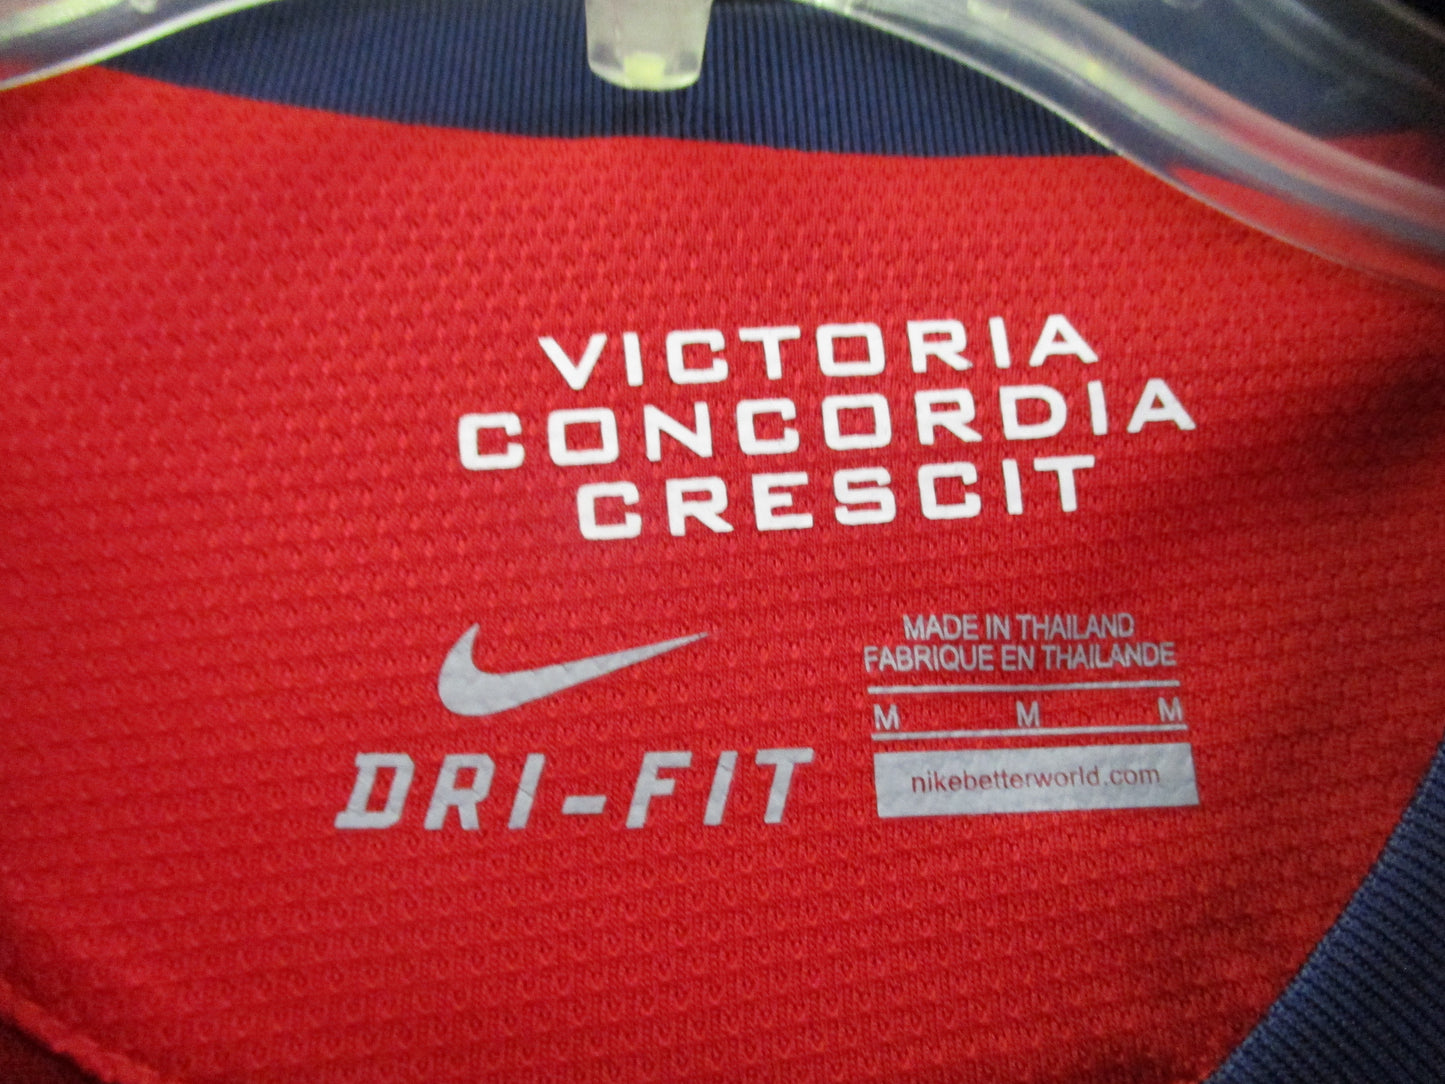 VICTORIA
CONCORDIA
CRESCIT
DRI-FIT
MADE IN THAILAND
FABRIQUE EN THAILANDE
M M M
nikebetterworld.com